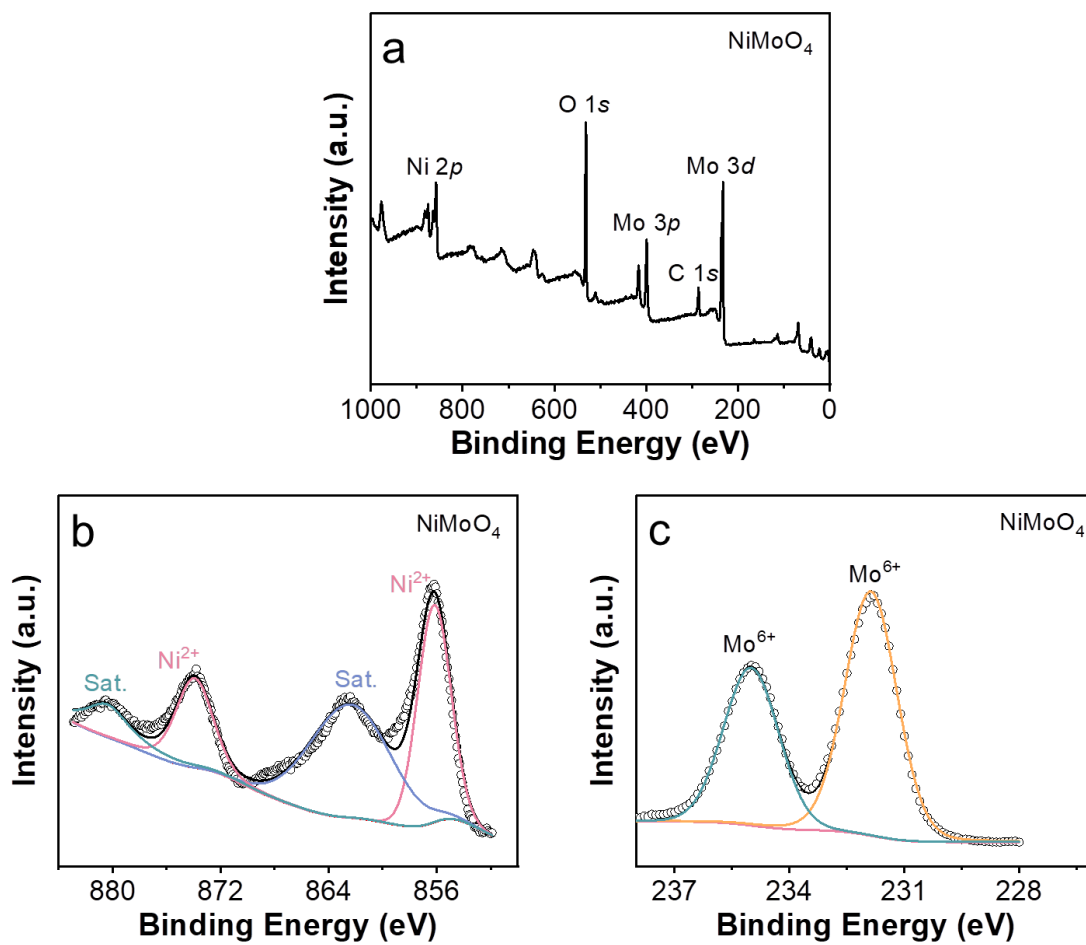 a
NiMoO₄
O 1s
Ni 2p
Mo 3d
Mo 3p
C 1s
Intensity (a.u.)
1000 800 600 400 200 0
Binding Energy (eV)
b
NiMoO₄
Ni²⁺
Ni²⁺
Sat.
Sat.
Intensity (a.u.)
880 872 864 856
Binding Energy (eV)
c
NiMoO₄
Mo⁶⁺
Mo⁶⁺
Intensity (a.u.)
237 234 231 228
Binding Energy (eV)